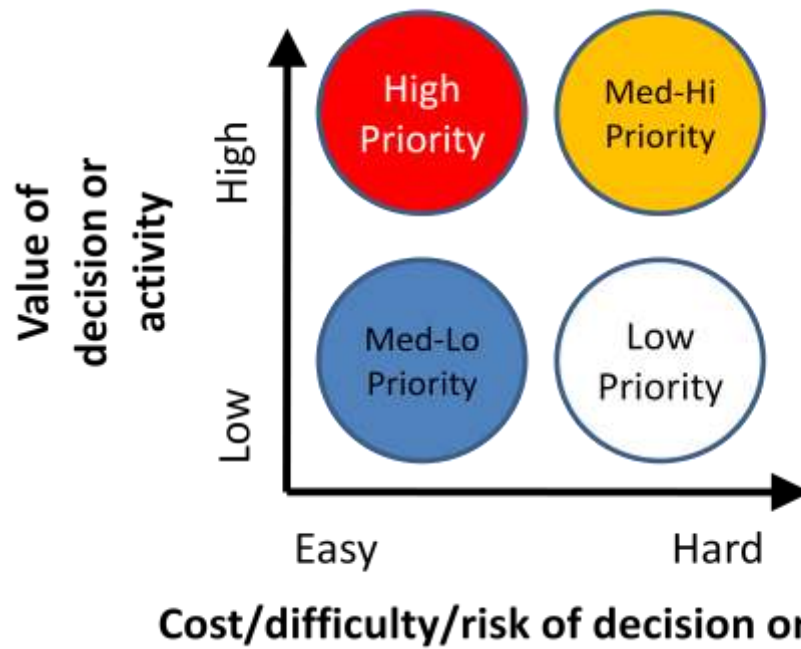 High
Priority
Med-Hi
Priority
Value of
decision or
activity
High
Low
Med-Lo
Priority
Low
Priority
Easy
Hard
Cost/difficulty/risk of decision or